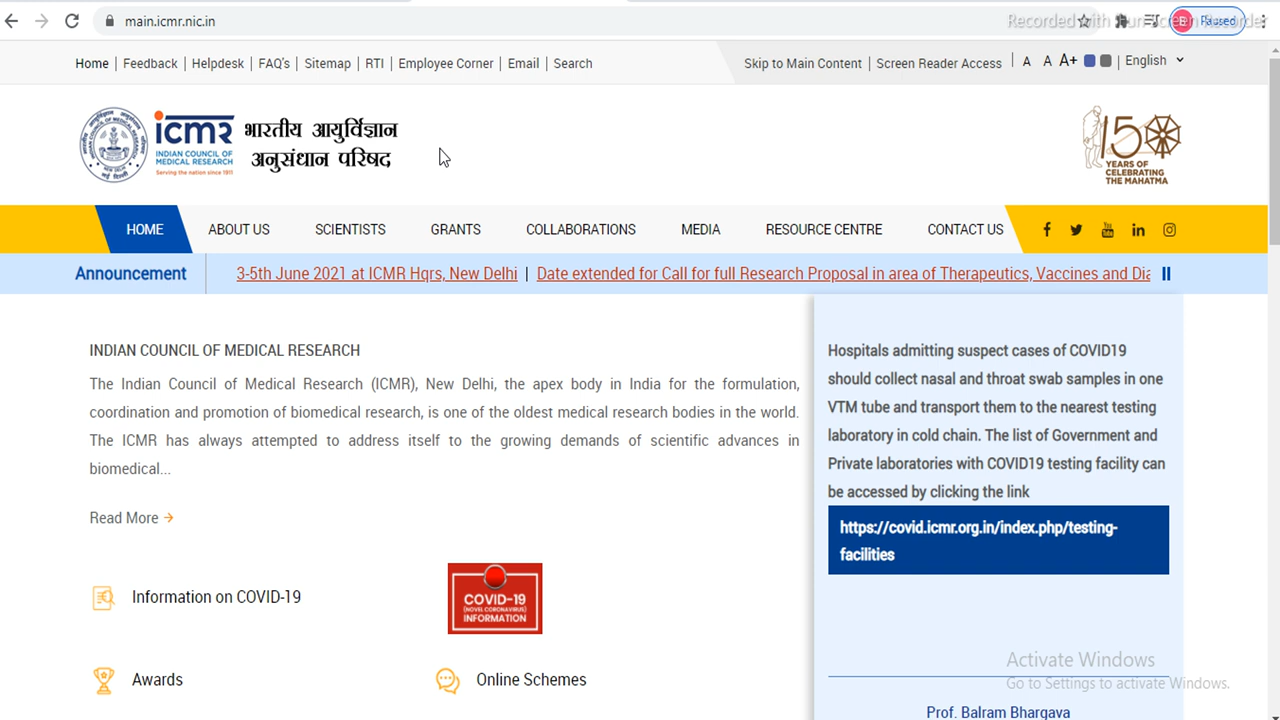 main.icmr.nic.in
Paused
Home | Feedback | Helpdesk | FAQ's | Sitemap | RTI | Employee Corner | Email | Search
Skip to Main Content | Screen Reader Access | A A A+ | English
icmr
INDIAN COUNCIL OF
MEDICAL RESEARCH
Serving the nation since 1911
भारतीय आयुर्विज्ञान
अनुसंधान परिषद
150
YEARS OF
CELEBRATING
THE MAHATMA
HOME ABOUT US SCIENTISTS GRANTS COLLABORATIONS MEDIA RESOURCE CENTRE CONTACT US
Announcement 3-5th June 2021 at ICMR Hqrs, New Delhi | Date extended for Call for full Research Proposal in area of Therapeutics, Vaccines and Dia
INDIAN COUNCIL OF MEDICAL RESEARCH
The Indian Council of Medical Research (ICMR), New Delhi, the apex body in India for the formulation,
coordination and promotion of biomedical research, is one of the oldest medical research bodies in the world.
The ICMR has always attempted to address itself to the growing demands of scientific advances in
biomedical...
Read More
Information on COVID-19
COVID-19
(NOVEL CORONAVIRUS)
INFORMATION
Awards
Online Schemes
Hospitals admitting suspect cases of COVID19
should collect nasal and throat swab samples in one
VTM tube and transport them to the nearest testing
laboratory in cold chain. The list of Government and
Private laboratories with COVID19 testing facility can
be accessed by clicking the link
https://covid.icmr.org.in/index.php/testing-
facilities
Activate Windows
Go to Settings to activate Windows.
Prof. Balram Bhargava